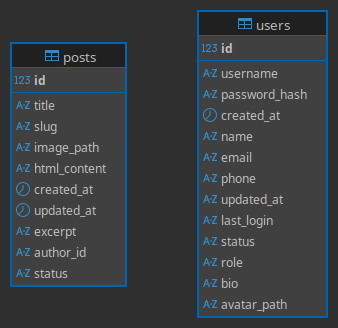 posts
123 id
A-Z title
A-Z slug
A-Z image_path
A-Z html_content
created_at
updated_at
A-Z excerpt
A-Z author_id
A-Z status
users
123 id
A-Z username
A-Z password_hash
created_at
A-Z name
A-Z email
A-Z phone
A-Z updated_at
A-Z last_login
A-Z status
A-Z role
A-Z bio
A-Z avatar_path